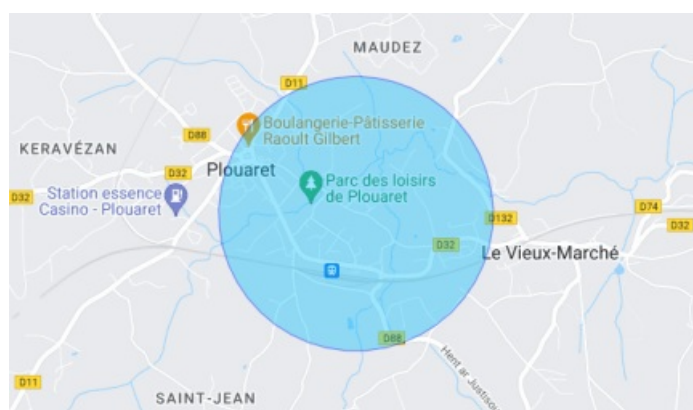 MAUDEZ
D11
Boulangerie-Pâtisserie
Raoult Gilbert
D88
KERAVÉZAN
Plouaret
D32
D32
Station essence
Casino - Plouaret
Parc des loisirs
de Plouaret
D132
D74
D32
D32
Le Vieux-Marché
D88
Hent ar Justisoù
D11
SAINT-JEAN